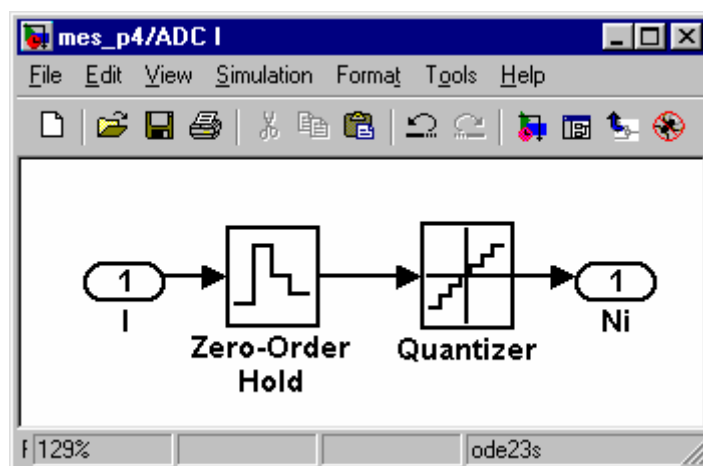 mes_p4/ADC I
File Edit View Simulation Format Tools Help
1
I
Zero-Order
Hold
Quantizer
1
Ni
F 129% ode23s